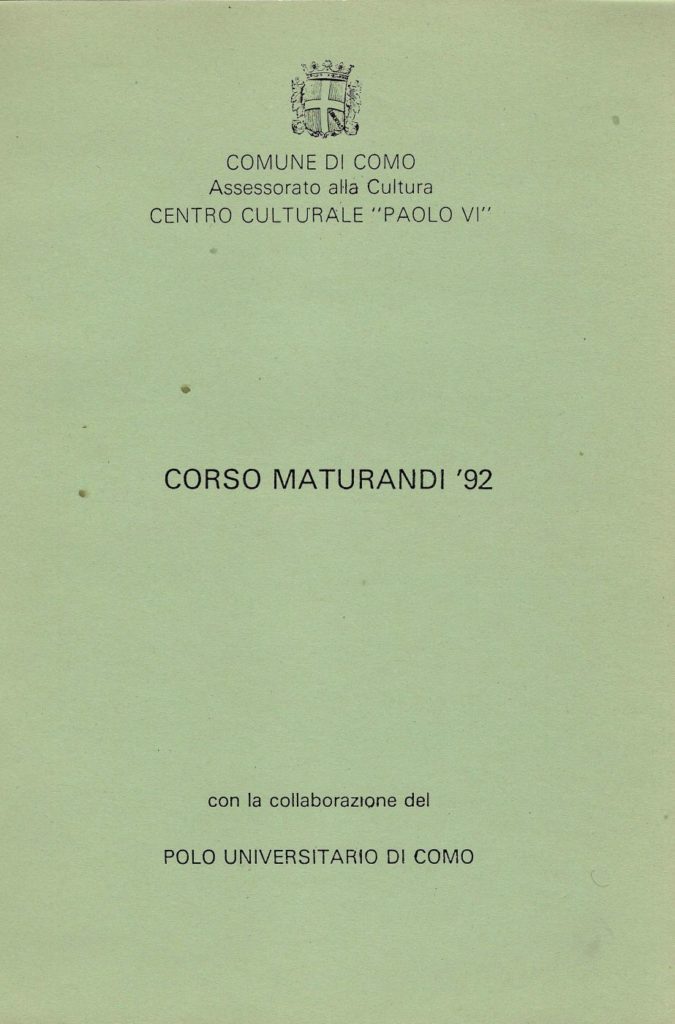 COMUNE DI COMO
Assessorato alla Cultura
CENTRO CULTURALE "PAOLO VI"
CORSO MATURANDI '92
con la collaborazione del
POLO UNIVERSITARIO DI COMO